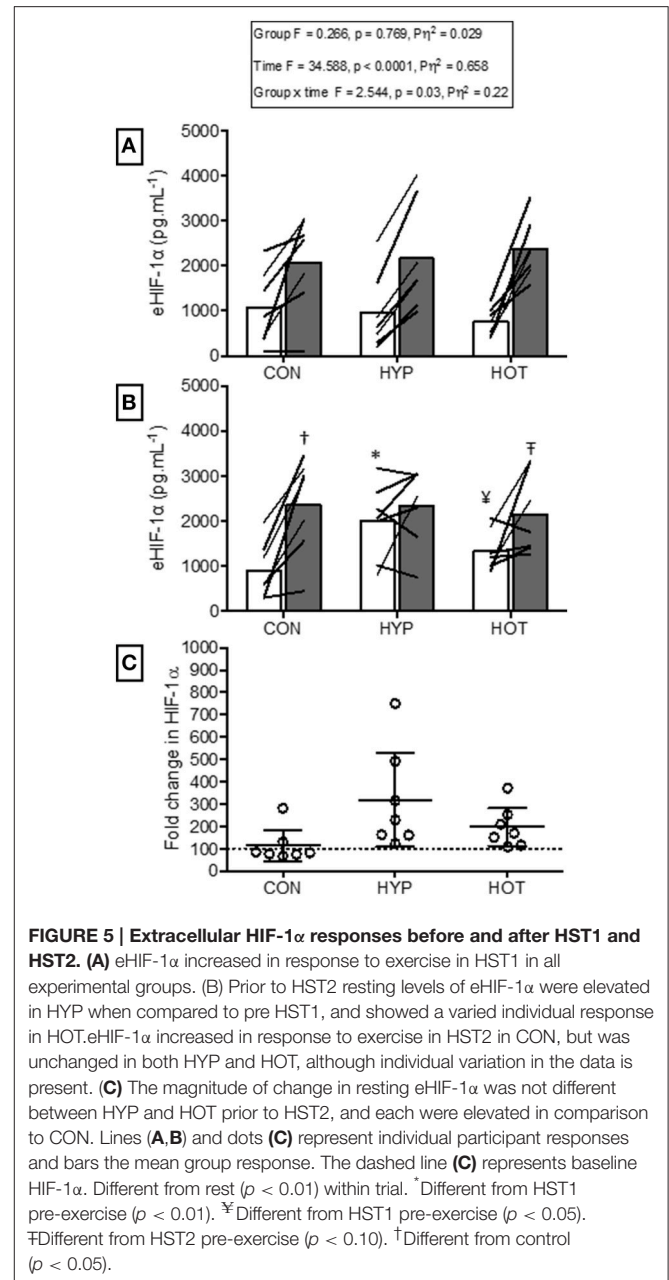 Group F = 0.266, p = 0.769, Pη² = 0.029
Time F = 34.588, p < 0.0001, Pη² = 0.658
Group x time F = 2.544, p = 0.03, Pη² = 0.22
A
eHIF-1α (pg.mL⁻¹)
5000
4000
3000
2000
1000
0
CON HYP HOT
B
eHIF-1α (pg.mL⁻¹)
5000
4000
3000
2000
1000
0
† * ¥ Ŧ
CON HYP HOT
C
Fold change in HIF-1α
1000
900
800
700
600
500
400
300
200
100
0
CON HYP HOT
FIGURE 5 | Extracellular HIF-1α responses before and after HST1 and
HST2. (A) eHIF-1α increased in response to exercise in HST1 in all
experimental groups. (B) Prior to HST2 resting levels of eHIF-1α were elevated
in HYP when compared to pre HST1, and showed a varied individual response
in HOT.eHIF-1α increased in response to exercise in HST2 in CON, but was
unchanged in both HYP and HOT, although individual variation in the data is
present. (C) The magnitude of change in resting eHIF-1α was not different
between HYP and HOT prior to HST2, and each were elevated in comparison
to CON. Lines (A,B) and dots (C) represent individual participant responses
and bars the mean group response. The dashed line (C) represents baseline
HIF-1α. Different from rest (p < 0.01) within trial. *Different from HST1
pre-exercise (p < 0.01). ¥Different from HST1 pre-exercise (p < 0.05).
ŦDifferent from HST2 pre-exercise (p < 0.10). †Different from control
(p < 0.05).